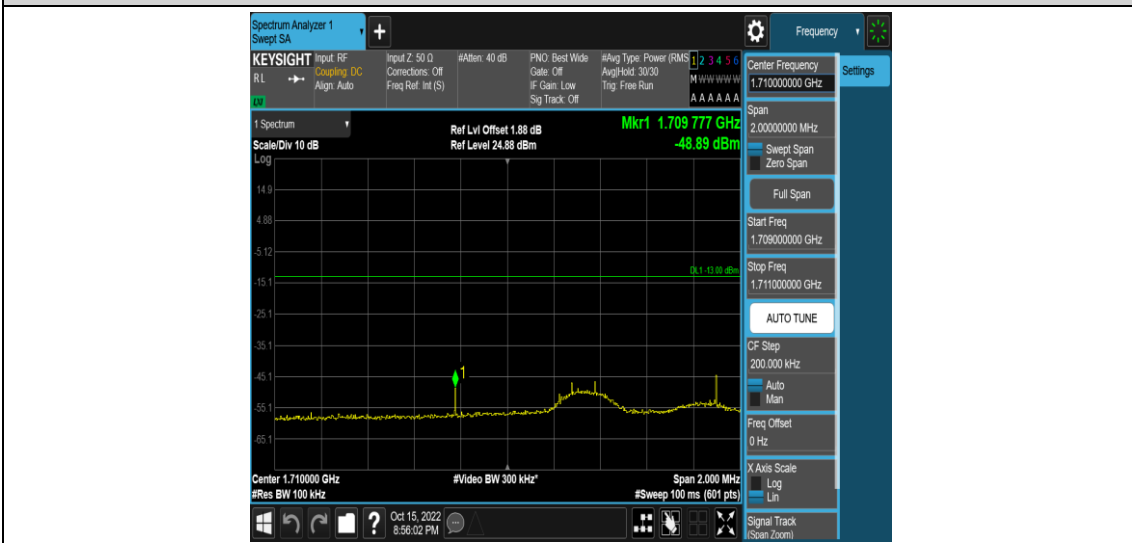 Spectrum Analyzer 1
Swept SA
+
Frequency
KEYSIGHT
RL
LV
Input: RF
Coupling: DC
Align: Auto
Input Z: 50 Ω
Corrections: Off
Freq Ref: Int (S)
#Atten: 40 dB
PNO: Best Wide
Gate: Off
IF Gain: Low
Sig Track: Off
#Avg Type: Power (RMS
Avg|Hold: 30/30
Trig: Free Run
1 2 3 4 5 6
M W W W W W
A A A A A A
1 Spectrum
Scale/Div 10 dB
Ref Lvl Offset 1.88 dB
Ref Level 24.88 dBm
Mkr1 1.709 777 GHz
-48.89 dBm
Log
14.9
4.88
-5.12
-15.1
-25.1
-35.1
-45.1
-55.1
-65.1
DL1 -13.00 dBm
1
Center 1.710000 GHz
#Res BW 100 kHz
#Video BW 300 kHz*
Span 2.000 MHz
#Sweep 100 ms (601 pts)
?
Oct 15, 2022
8:56:02 PM
Center Frequency
1.710000000 GHz
Settings
Span
2.00000000 MHz
Swept Span
Zero Span
Full Span
Start Freq
1.709000000 GHz
Stop Freq
1.711000000 GHz
AUTO TUNE
CF Step
200.000 kHz
Auto
Man
Freq Offset
0 Hz
X Axis Scale
Log
Lin
Signal Track
(Span Zoom)